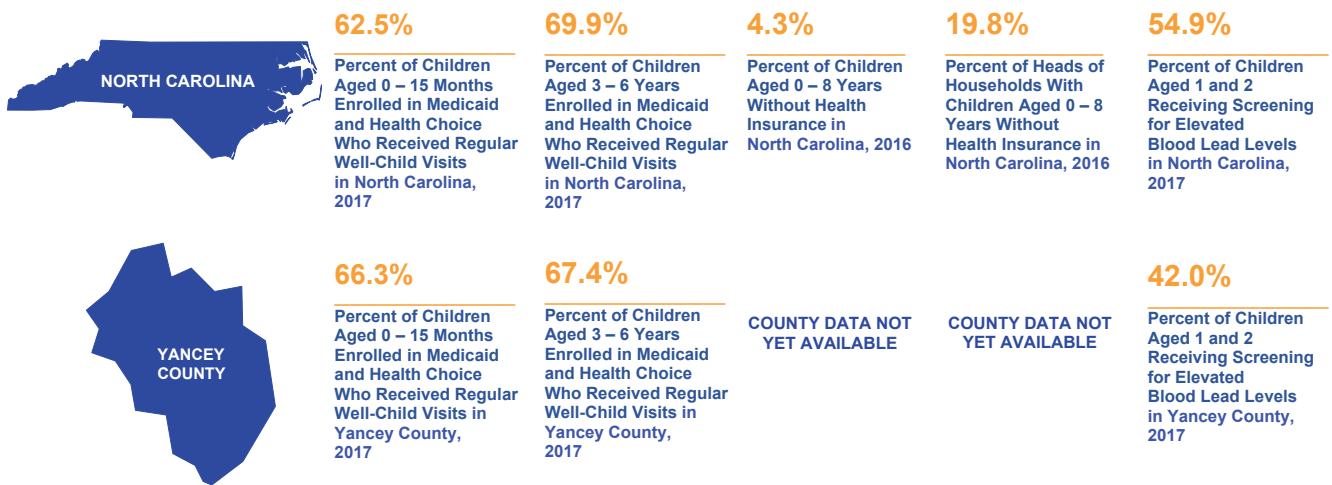 NORTH CAROLINA
62.5%
Percent of Children
Aged 0 – 15 Months
Enrolled in Medicaid
and Health Choice
Who Received Regular
Well-Child Visits
in North Carolina,
2017
69.9%
Percent of Children
Aged 3 – 6 Years
Enrolled in Medicaid
and Health Choice
Who Received Regular
Well-Child Visits
in North Carolina,
2017
4.3%
Percent of Children
Aged 0 – 8 Years
Without Health
Insurance in
North Carolina, 2016
19.8%
Percent of Heads of
Households With
Children Aged 0 – 8
Years Without
Health Insurance in
North Carolina, 2016
54.9%
Percent of Children
Aged 1 and 2
Receiving Screening
for Elevated
Blood Lead Levels
in North Carolina,
2017
YANCEY
COUNTY
66.3%
Percent of Children
Aged 0 – 15 Months
Enrolled in Medicaid
and Health Choice
Who Received Regular
Well-Child Visits in
Yancey County,
2017
67.4%
Percent of Children
Aged 3 – 6 Years
Enrolled in Medicaid
and Health Choice
Who Received Regular
Well-Child Visits in
Yancey County,
2017
COUNTY DATA NOT
YET AVAILABLE
COUNTY DATA NOT
YET AVAILABLE
42.0%
Percent of Children
Aged 1 and 2
Receiving Screening
for Elevated
Blood Lead Levels
in Yancey County,
2017